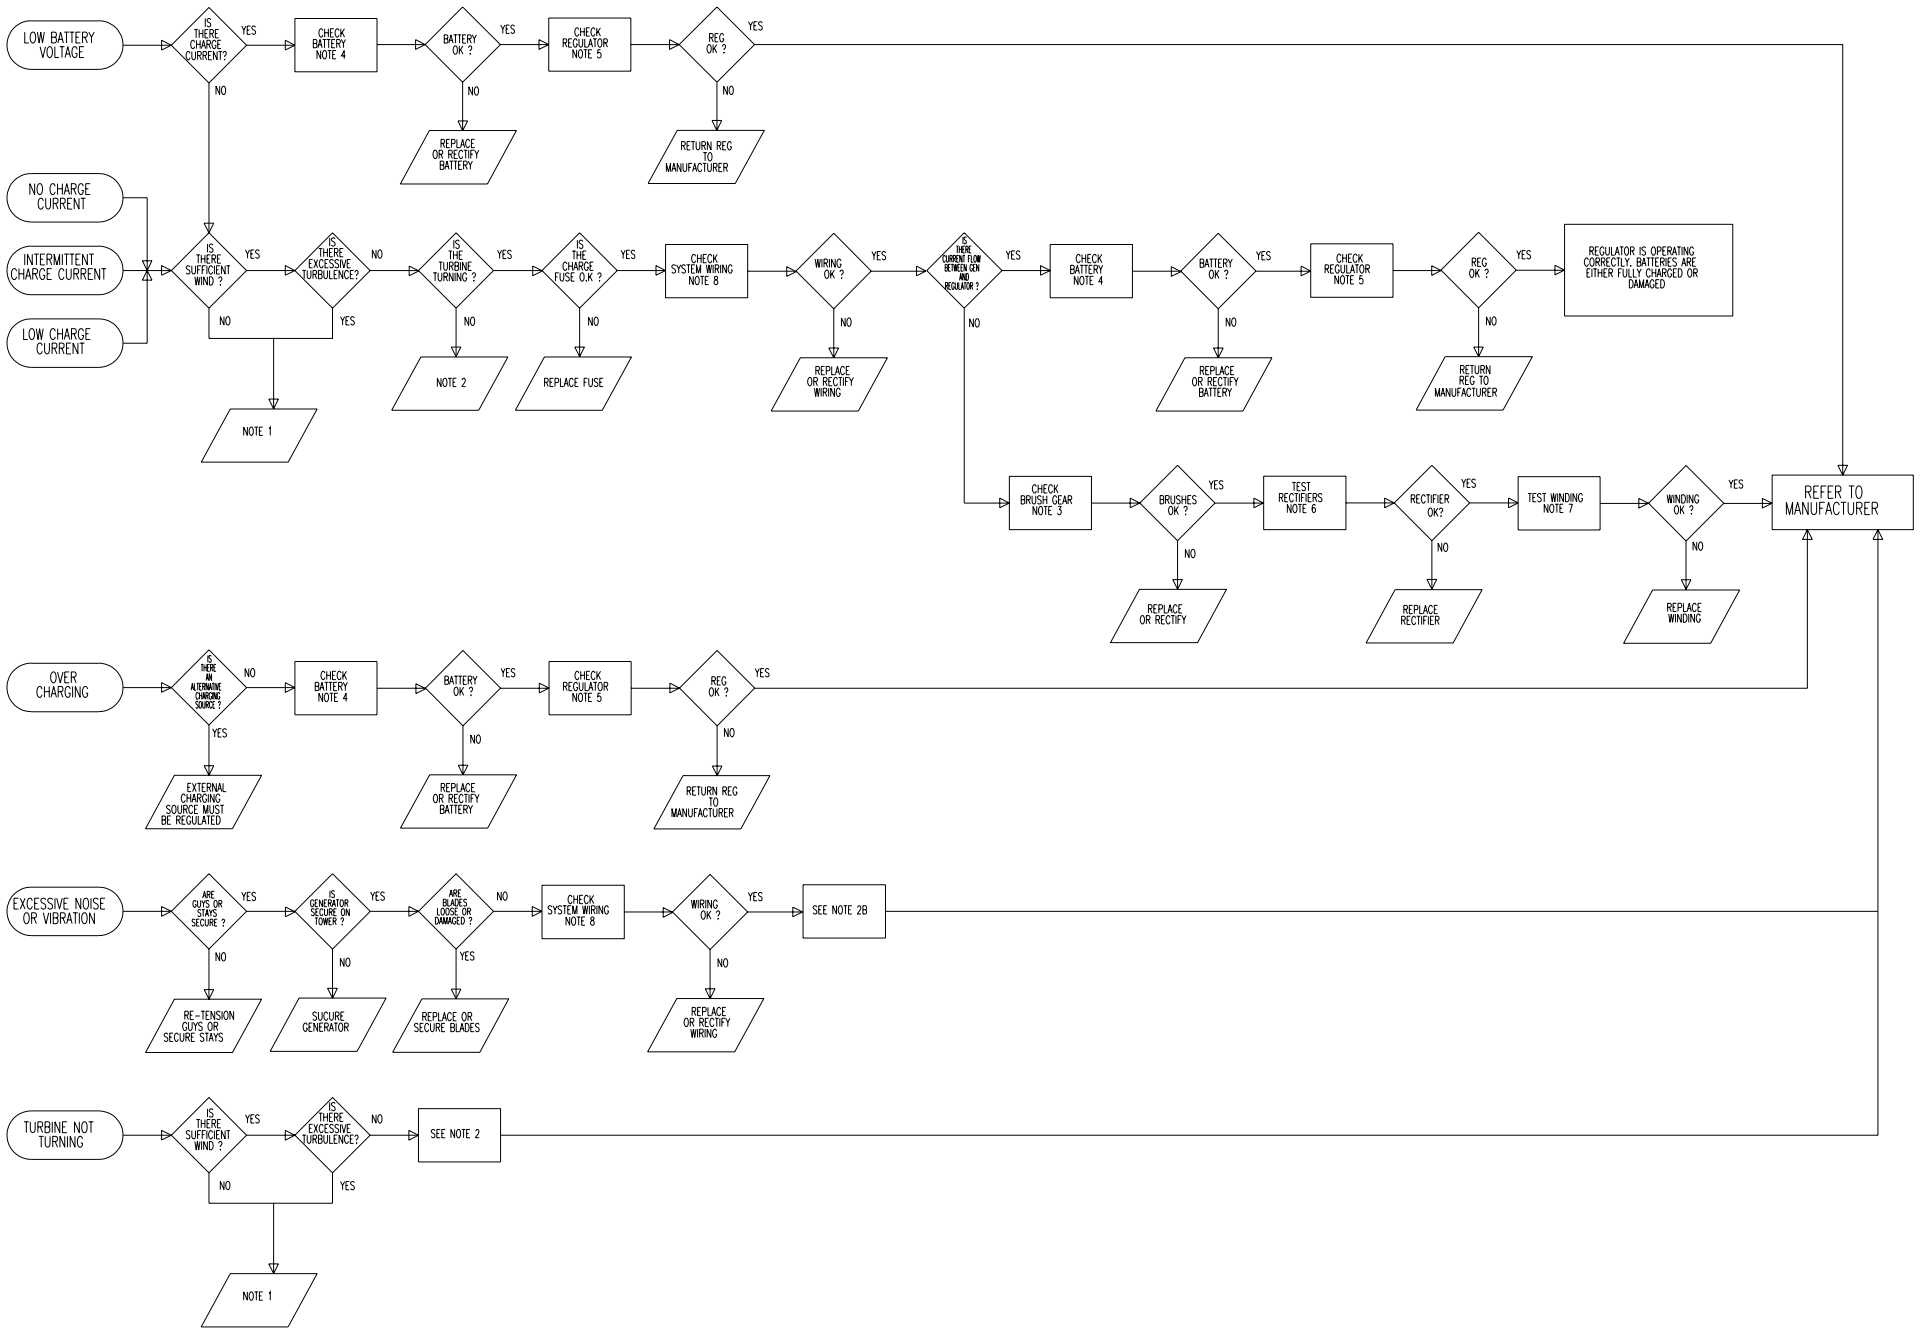 LOW BATTERY
VOLTAGE
IS
THERE
CHARGE
CURRENT?
YES
NO
CHECK
BATTERY
NOTE 4
BATTERY
OK ?
YES
NO
CHECK
REGULATOR
NOTE 5
REG
OK ?
YES
NO
REPLACE
OR RECTIFY
BATTERY
RETURN REG
TO
MANUFACTURER
NO CHARGE
CURRENT
INTERMITTENT
CHARGE CURRENT
LOW CHARGE
CURRENT
IS
THERE
SUFFICIENT
WIND ?
YES
NO
IS
THERE
EXCESSIVE
TURBULENCE?
NO
YES
NOTE 1
IS
THE
TURBINE
TURNING ?
YES
NO
NOTE 2
IS
THE
CHARGE
FUSE O.K ?
YES
NO
REPLACE FUSE
CHECK
SYSTEM WIRING
NOTE 8
WIRING
OK ?
YES
NO
REPLACE
OR RECTIFY
WIRING
IS
THERE
CURRENT FLOW
BETWEEN GEN
AND
REGULATOR ?
YES
NO
CHECK
BATTERY
NOTE 4
BATTERY
OK ?
YES
NO
REPLACE
OR RECTIFY
BATTERY
CHECK
REGULATOR
NOTE 5
REG
OK ?
YES
NO
RETURN
REG TO
MANUFACTURER
REGULATOR IS OPERATING
CORRECTLY. BATTERIES ARE
EITHER FULLY CHARGED OR
DAMAGED
CHECK
BRUSH GEAR
NOTE 3
BRUSHES
OK ?
YES
NO
REPLACE
OR RECTIFY
TEST
RECTIFIERS
NOTE 6
RECTIFIER
OK?
YES
NO
REPLACE
RECTIFIER
TEST WINDING
NOTE 7
WINDING
OK ?
YES
NO
REPLACE
WINDING
REFER TO
MANUFACTURER
OVER
CHARGING
IS
THERE
AN
ALTERNATIVE
CHARGING
SOURCE ?
NO
YES
EXTERNAL
CHARGING
SOURCE MUST
BE REGULATED
CHECK
BATTERY
NOTE 4
BATTERY
OK ?
YES
NO
REPLACE
OR RECTIFY
BATTERY
CHECK
REGULATOR
NOTE 5
REG
OK ?
YES
NO
RETURN REG
TO
MANUFACTURER
EXCESSIVE NOISE
OR VIBRATION
ARE
GUYS OR
STAYS
SECURE ?
YES
NO
RE-TENSION
GUYS OR
SECURE STAYS
IS
GENERATOR
SECURE ON
TOWER ?
YES
NO
SUCURE
GENERATOR
ARE
BLADES
LOOSE OR
DAMAGED ?
NO
YES
REPLACE OR
SECURE BLADES
CHECK
SYSTEM WIRING
NOTE 8
WIRING
OK ?
YES
NO
REPLACE
OR RECTIFY
WIRING
SEE NOTE 2B
TURBINE NOT
TURNING
IS
THERE
SUFFICIENT
WIND ?
YES
NO
IS
THERE
EXCESSIVE
TURBULENCE?
NO
YES
SEE NOTE 2
NOTE 1